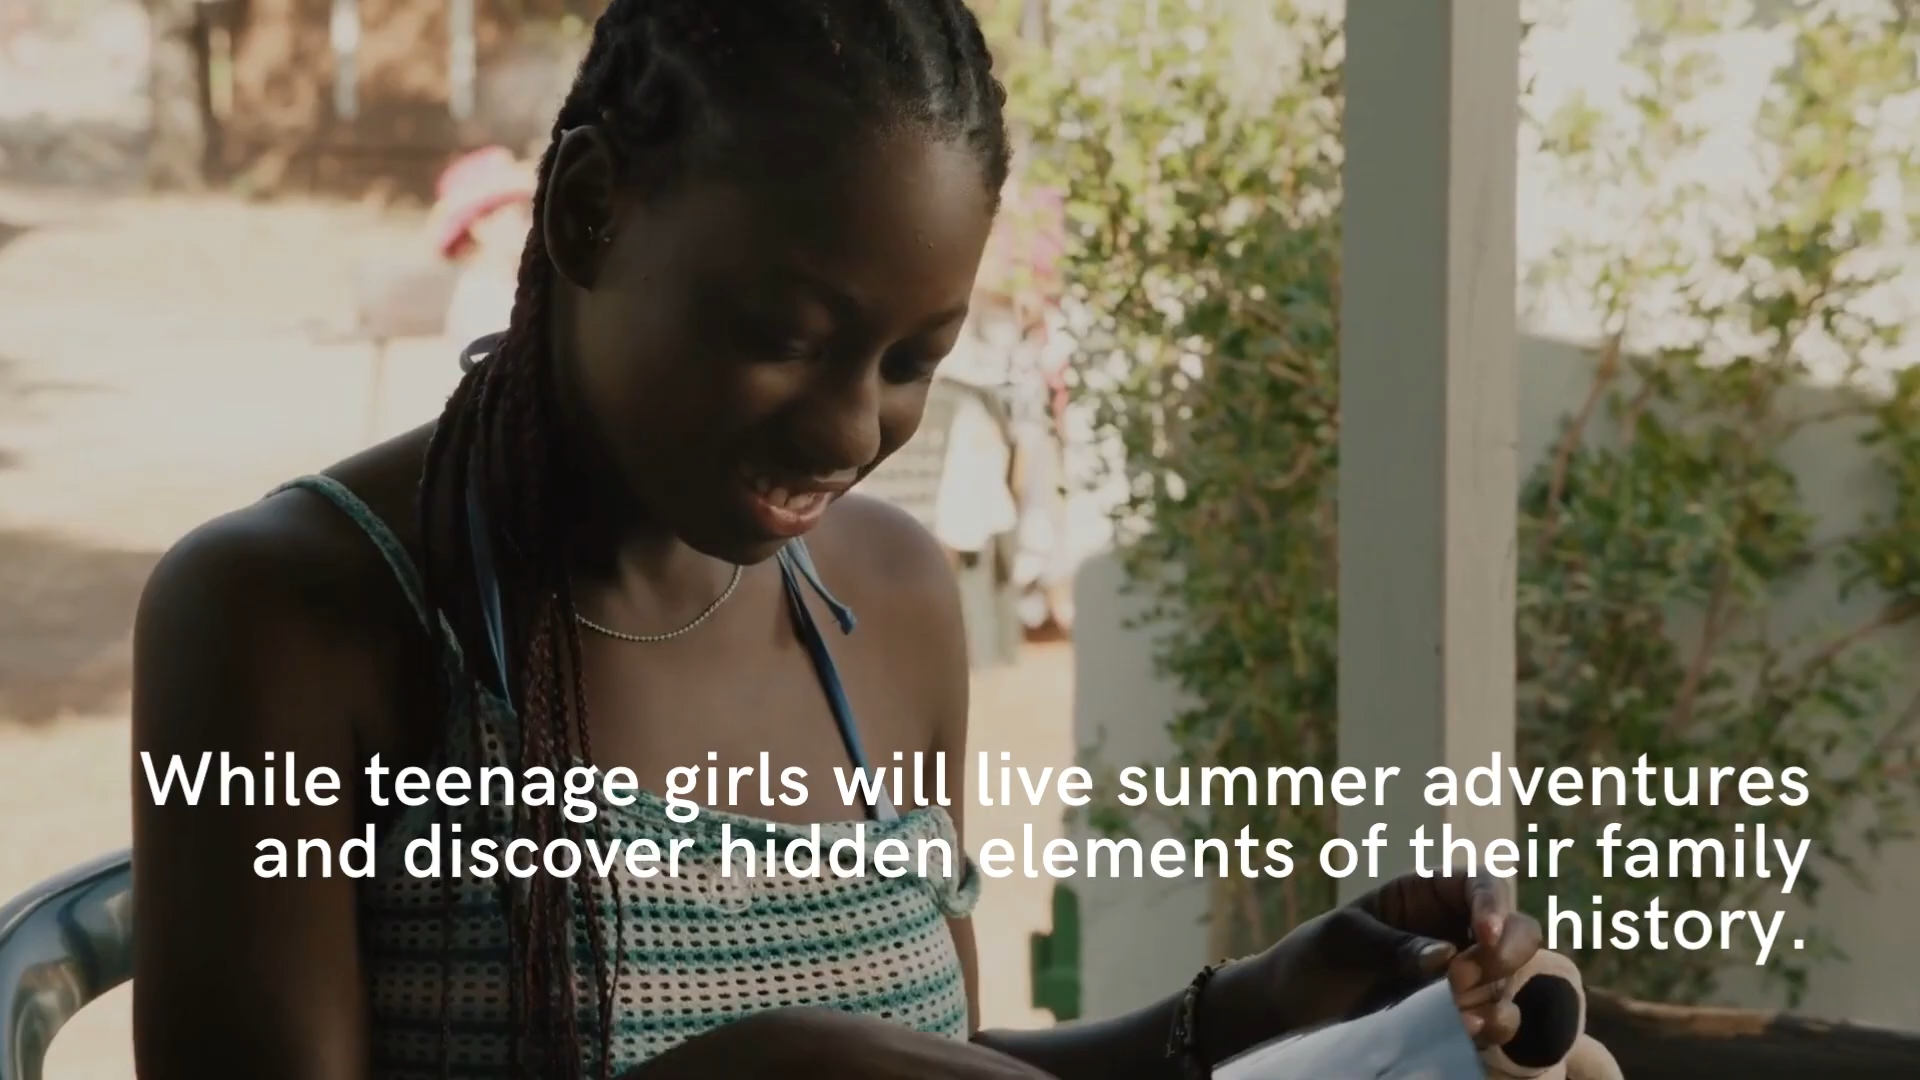 While teenage girls will live summer adventures
and discover hidden elements of their family
history.